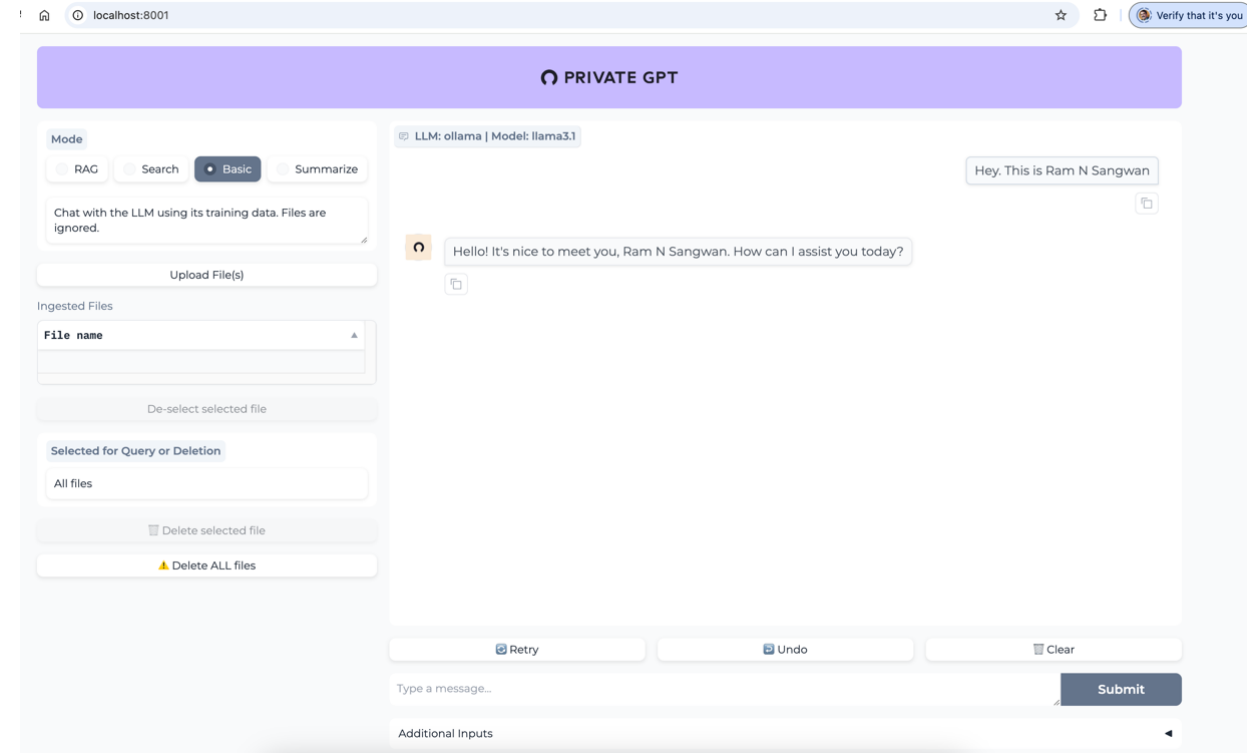 localhost:8001
Verify that it's you
PRIVATE GPT
Mode
RAG
Search
Basic
Summarize
Chat with the LLM using its training data. Files are
ignored.
Upload File(s)
Ingested Files
File name
De-select selected file
Selected for Query or Deletion
All files
Delete selected file
Delete ALL files
LLM: ollama | Model: llama3.1
Hey. This is Ram N Sangwan
Hello! It's nice to meet you, Ram N Sangwan. How can I assist you today?
Retry
Undo
Clear
Type a message...
Submit
Additional Inputs